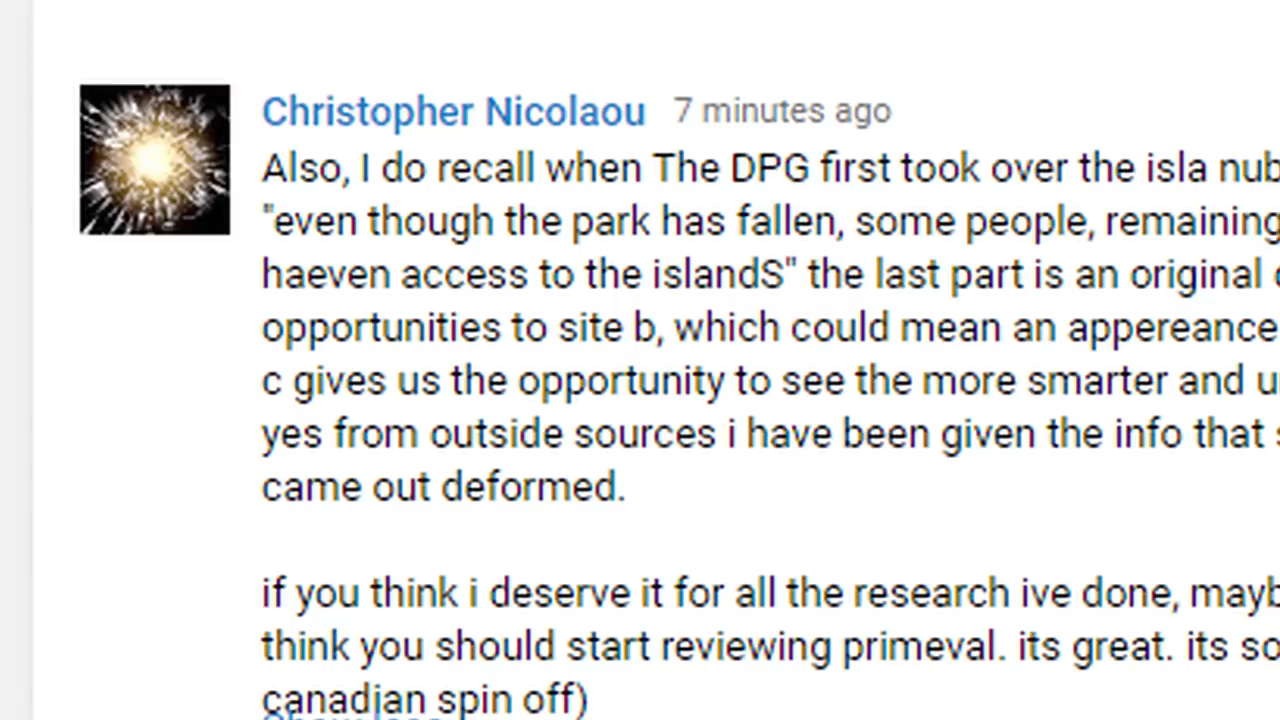 Christopher Nicolaou 7 minutes ago
Also, I do recall when The DPG first took over the isla
"even though the park has fallen, some people, remaining
haeven access to the islandS" the last part is an original
opportunities to site b, which could mean an appereance
c gives us the opportunity to see the more smarter and
yes from outside sources i have been given the info that
came out deformed.
if you think i deserve it for all the research ive done,
think you should start reviewing primeval. its great. its
canadian spin off)
Show less